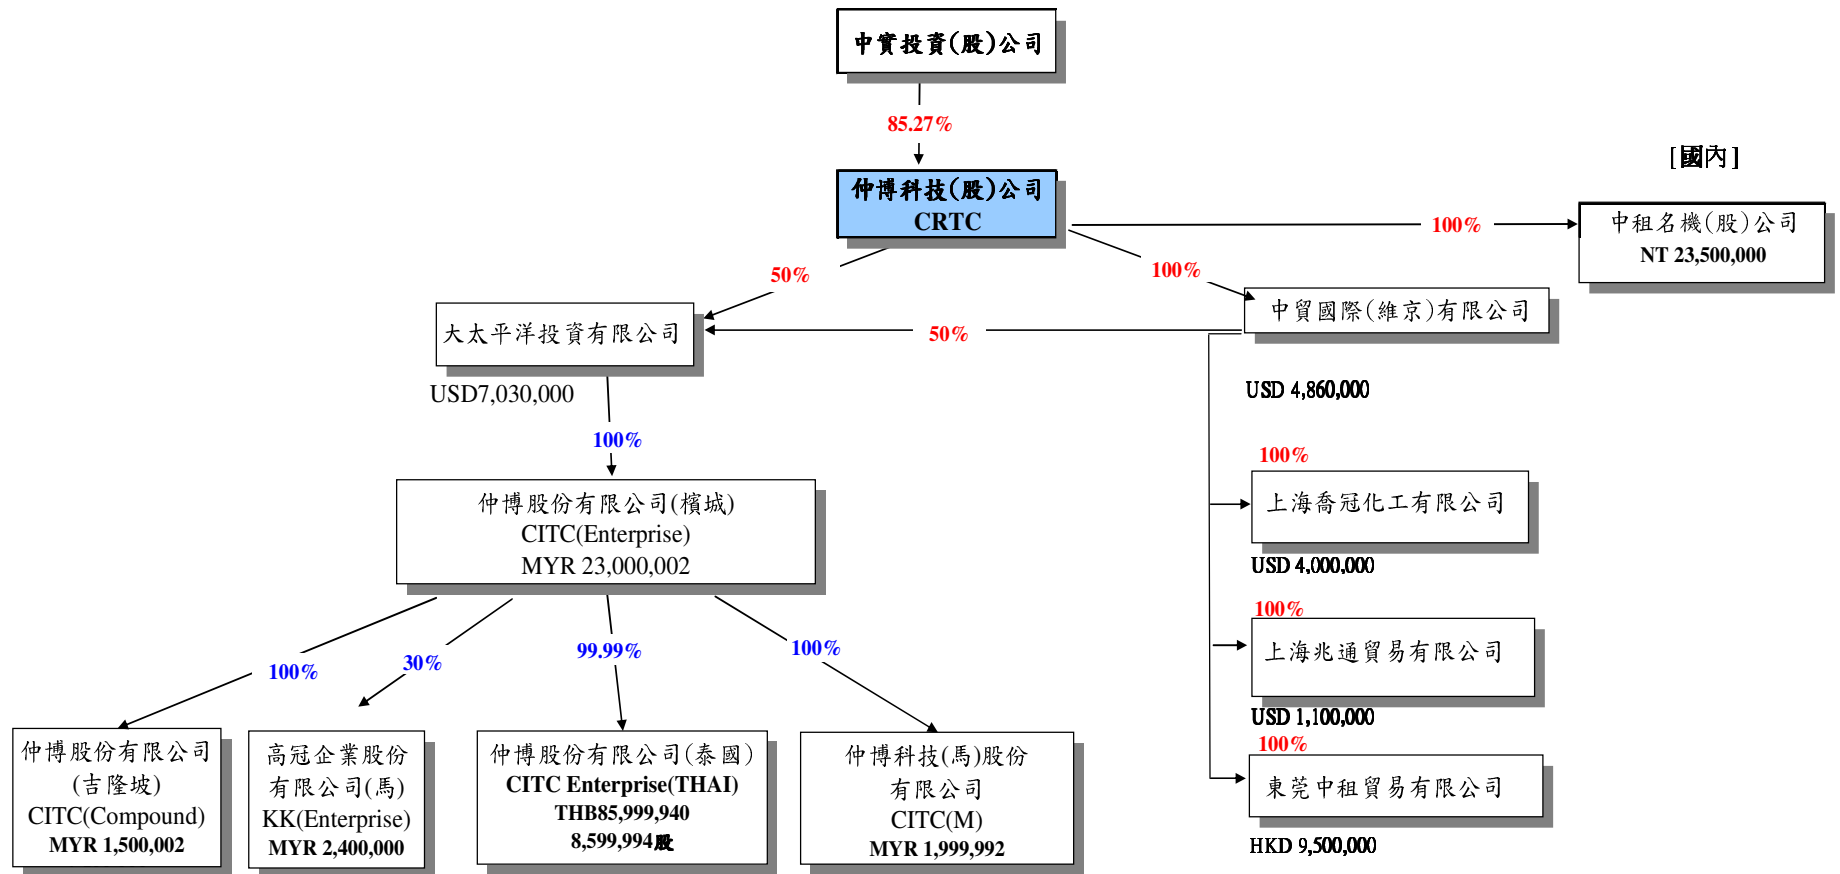 中實投資(股)公司
85.27%
[國內]
仲博科技(股)公司
CRTC
100%
中租名機(股)公司
NT 23,500,000
50%
100%
中貿國際(維京)有限公司
大太平洋投資有限公司
50%
USD7,030,000
USD 4,860,000
100%
100%
上海喬冠化工有限公司
仲博股份有限公司(檳城)
CITC(Enterprise)
MYR 23,000,002
USD 4,000,000
100%
上海兆通貿易有限公司
100%
30%
99.99%
100%
USD 1,100,000
100%
東莞中租貿易有限公司
HKD 9,500,000
仲博股份有限公司
(吉隆坡)
CITC(Compound)
MYR 1,500,002
高冠企業股份
有限公司(馬)
KK(Enterprise)
MYR 2,400,000
仲博股份有限公司(泰國)
CITC Enterprise(THAI)
THB85,999,940
8,599,994股
仲博科技(馬)股份
有限公司
CITC(M)
MYR 1,999,992